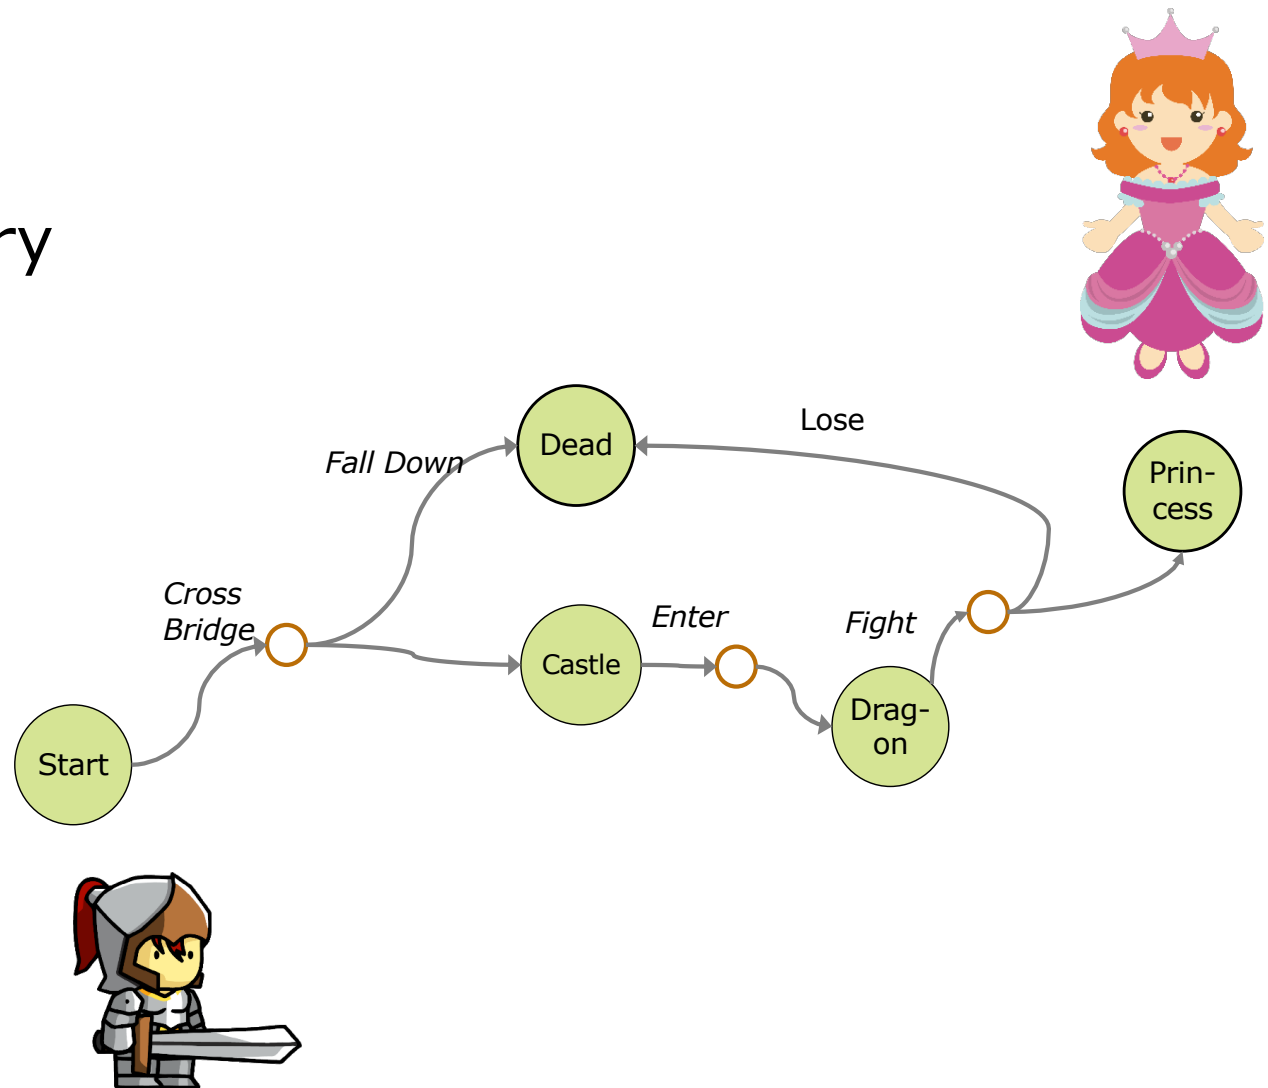 ry
Lose
Dead
Fall Down
Prin-
cess
Cross
Bridge
Enter
Fight
Castle
Drag-
on
Start